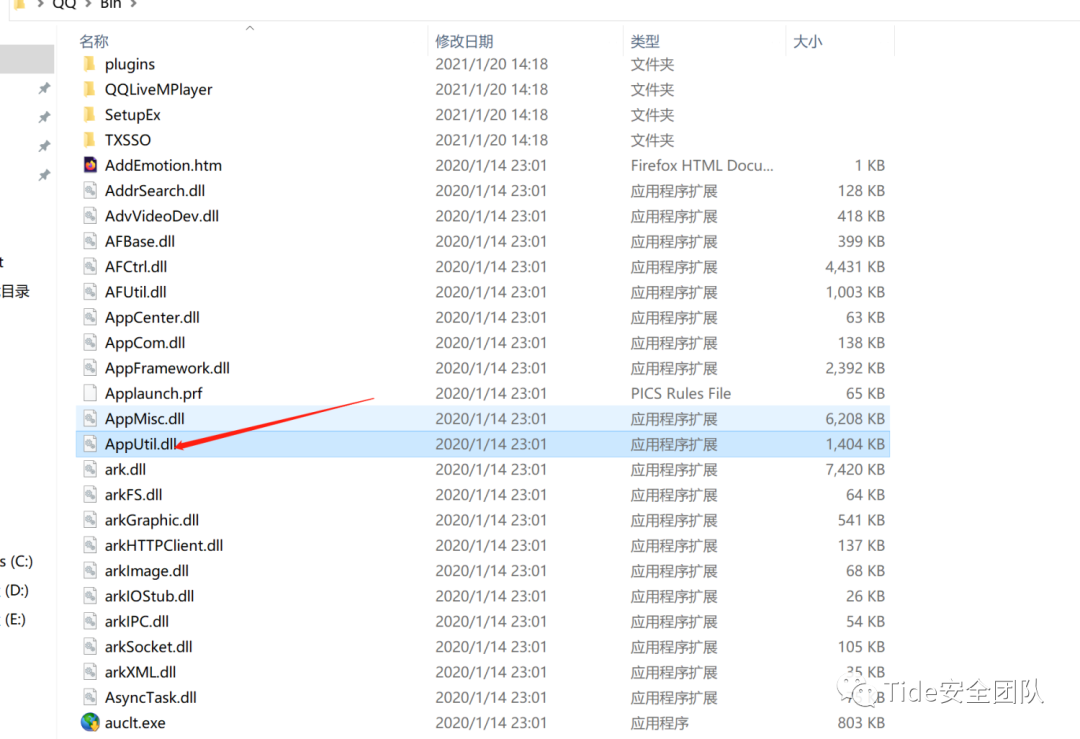 QQ > Bin >
名称 修改日期 类型 大小
plugins 2021/1/20 14:18 文件夹
QQLiveMPlayer 2021/1/20 14:18 文件夹
SetupEx 2021/1/20 14:18 文件夹
TXSSO 2021/1/20 14:18 文件夹
AddEmotion.htm 2020/1/14 23:01 Firefox HTML Docu... 1 KB
AddrSearch.dll 2020/1/14 23:01 应用程序扩展 128 KB
AdvVideoDev.dll 2020/1/14 23:01 应用程序扩展 418 KB
AFBase.dll 2020/1/14 23:01 应用程序扩展 399 KB
t
AFCtrl.dll 2020/1/14 23:01 应用程序扩展 4,431 KB
目录
AFUtil.dll 2020/1/14 23:01 应用程序扩展 1,003 KB
AppCenter.dll 2020/1/14 23:01 应用程序扩展 63 KB
AppCom.dll 2020/1/14 23:01 应用程序扩展 138 KB
AppFramework.dll 2020/1/14 23:01 应用程序扩展 2,392 KB
Applaunch.prf 2020/1/14 23:01 PICS Rules File 65 KB
AppMisc.dll 2020/1/14 23:01 应用程序扩展 6,208 KB
AppUtil.dll 2020/1/14 23:01 应用程序扩展 1,404 KB
ark.dll 2020/1/14 23:01 应用程序扩展 7,420 KB
arkFS.dll 2020/1/14 23:01 应用程序扩展 64 KB
arkGraphic.dll 2020/1/14 23:01 应用程序扩展 541 KB
arkHTTPClient.dll 2020/1/14 23:01 应用程序扩展 137 KB
s (C:)
arkImage.dll 2020/1/14 23:01 应用程序扩展 68 KB
(D:)
arkIOStub.dll 2020/1/14 23:01 应用程序扩展 26 KB
(E:)
arkIPC.dll 2020/1/14 23:01 应用程序扩展 54 KB
arkSocket.dll 2020/1/14 23:01 应用程序扩展 105 KB
arkXML.dll 2020/1/14 23:01 应用程序扩展 35 KB
AsyncTask.dll 2020/1/14 23:01 应用程序扩展 KB
Tide安全团队
auclt.exe 2020/1/14 23:01 应用程序 803 KB